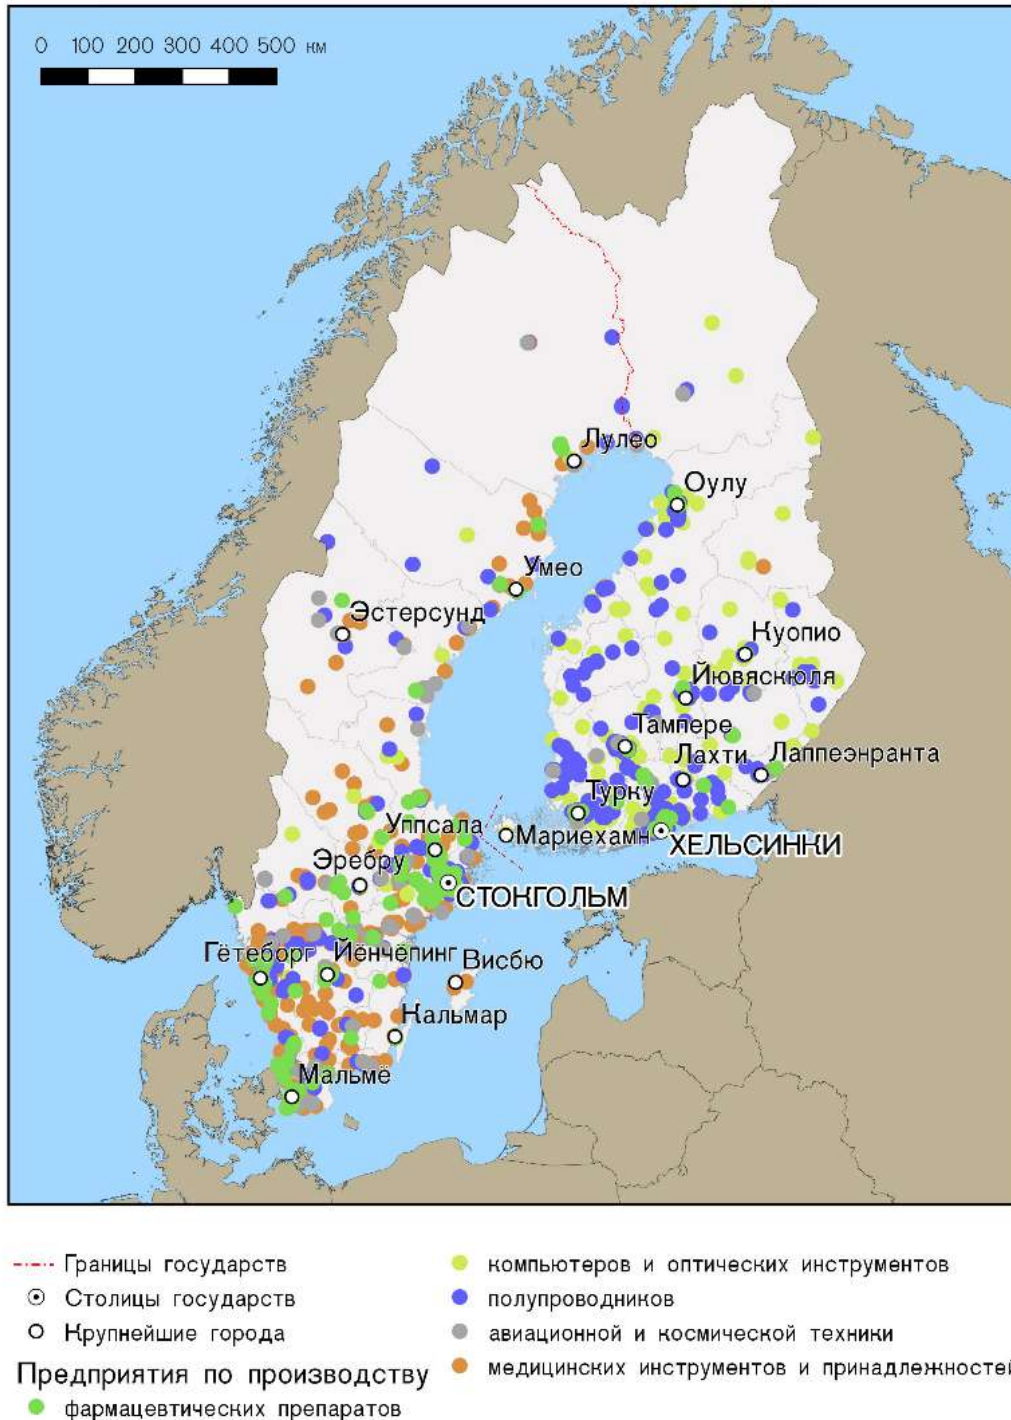 0 100 200 300 400 500 км
Лулео
Оулу
Умео
Эстерсунд
Куопио
Йювяскюля
Тампере
Лахти
Лаппеэнранта
Турку
Уппсала
Мариехамн
ХЕЛЬСИНКИ
Эребру
СТОКГОЛЬМ
Гётеборг
Йёнчёпинг
Висбю
Кальмар
Мальмё
Границы государств
Столицы государств
Крупнейшие города
Предприятия по производству
фармацевтических препаратов
компьютеров и оптических инструментов
полупроводников
авиационной и космической техники
медицинских инструментов и принадлежностей